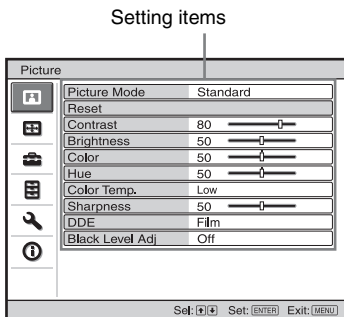 Setting items
Picture
Picture Mode Standard
Reset
Contrast 80
Brightness 50
Color 50
Hue 50
Color Temp. Low
Sharpness 50
DDE Film
Black Level Adj Off
Sel: Set: ENTER Exit: MENU